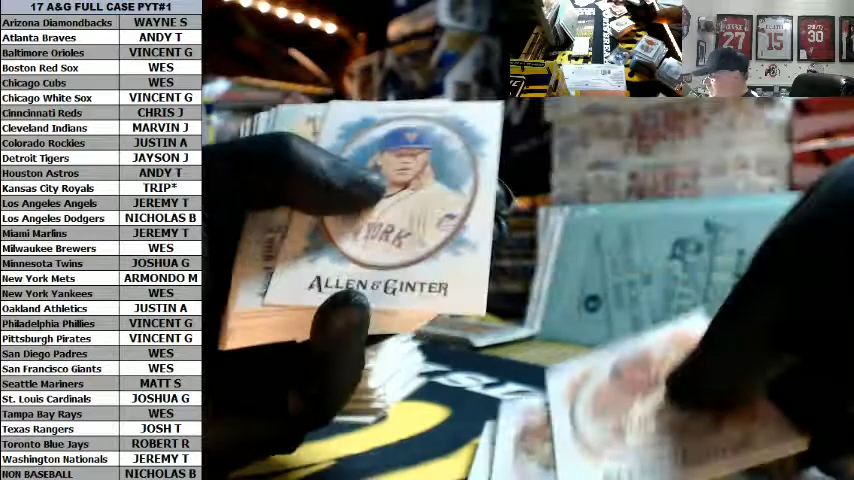 17 A&G FULL CASE PYT#1
Arizona Diamondbacks WAYNE S
Atlanta Braves ANDY T
Baltimore Orioles VINCENT G
Boston Red Sox WES
Chicago Cubs WES
Chicago White Sox VINCENT G
Cinncinati Reds CHRIS J
Cleveland Indians MARVIN J
Colorado Rockies JUSTIN A
Detroit Tigers JAYSON J
Houston Astros ANDY T
Kansas City Royals TRIP*
Los Angeles Angels JEREMY T
Los Angeles Dodgers NICHOLAS B
Miami Marlins JEREMY T
Milwaukee Brewers WES
Minnesota Twins JOSHUA G
New York Mets ARMONDO M
New York Yankees WES
Oakland Athletics JUSTIN A
Philadelphia Phillies VINCENT G
Pittsburgh Pirates VINCENT G
San Diego Padres WES
San Francisco Giants WES
Seattle Mariners MATT S
St. Louis Cardinals JOSHUA G
Tampa Bay Rays WES
Texas Rangers JOSH T
Toronto Blue Jays ROBERT R
Washington Nationals JEREMY T
NON BASEBALL NICHOLAS B
YORK
ALLEN & GINTER
27
15
30